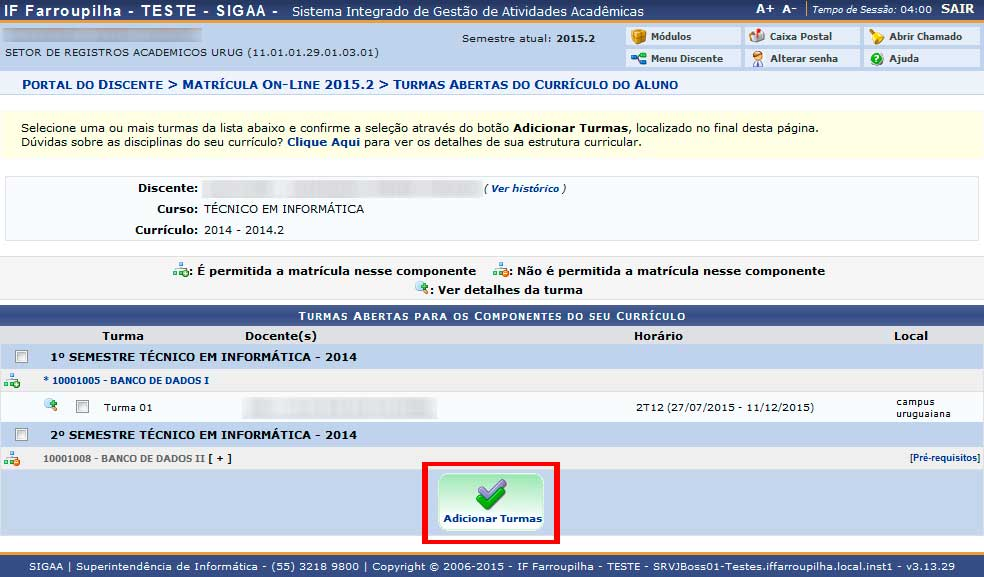 IF Farroupilha - TESTE - SIGAA - Sistema Integrado de Gestão de Atividades Acadêmicas A+ A- Tempo de Sessão: 04:00 SAIR
Semestre atual: 2015.2 Módulos Caixa Postal Abrir Chamado
SETOR DE REGISTROS ACADEMICOS URUG (11.01.01.29.01.03.01)
Menu Discente Alterar senha Ajuda
PORTAL DO DISCENTE > MATRÍCULA ON-LINE 2015.2 > TURMAS ABERTAS DO CURRÍCULO DO ALUNO
Selecione uma ou mais turmas da lista abaixo e confirme a seleção através do botão Adicionar Turmas, localizado no final desta página.
Dúvidas sobre as disciplinas do seu currículo? Clique Aqui para ver os detalhes de sua estrutura curricular.
Discente: ( Ver histórico )
Curso: TÉCNICO EM INFORMÁTICA
Currículo: 2014 - 2014.2
: É permitida a matrícula nesse componente : Não é permitida a matrícula nesse componente
: Ver detalhes da turma
TURMAS ABERTAS PARA OS COMPONENTES DO SEU CURRÍCULO
Turma Docente(s) Horário Local
1º SEMESTRE TÉCNICO EM INFORMÁTICA - 2014
* 10001005 - BANCO DE DADOS I
Turma 01 2T12 (27/07/2015 - 11/12/2015) campus
uruguaiana
2º SEMESTRE TÉCNICO EM INFORMÁTICA - 2014
10001008 - BANCO DE DADOS II [ + ] [Pré-requisitos]
Adicionar Turmas
SIGAA | Superintendência de Informática - (55) 3218 9800 | Copyright © 2006-2015 - IF Farroupilha - TESTE - SRVJBoss01-Testes.iffarroupilha.local.inst1 - v3.13.29